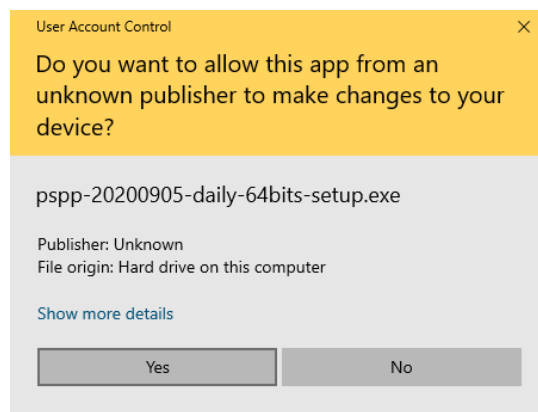 User Account Control
Do you want to allow this app from an
unknown publisher to make changes to your
device?
pspp-20200905-daily-64bits-setup.exe
Publisher: Unknown
File origin: Hard drive on this computer
Show more details
Yes
No